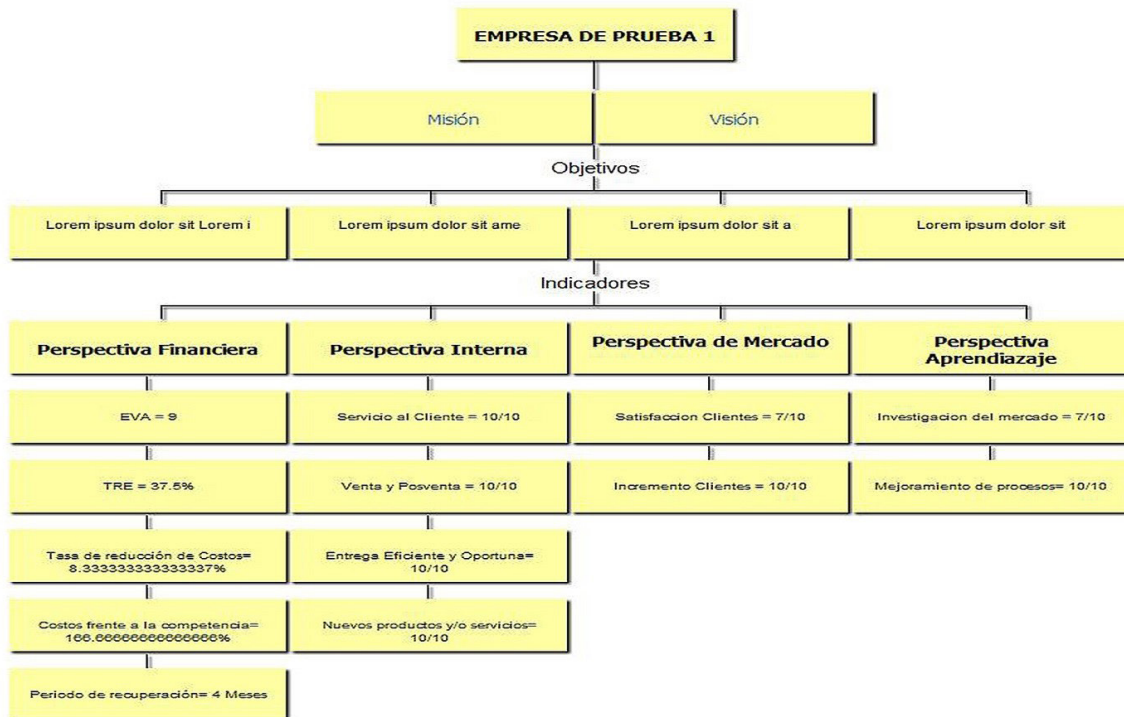 EMPRESA DE PRUEBA 1
Misión
Visión
Objetivos
Lorem ipsum dolor sit Lorem i
Lorem ipsum dolor sit ame
Lorem ipsum dolor sit a
Lorem ipsum dolor sit
Indicadores
Perspectiva Financiera
Perspectiva Interna
Perspectiva de Mercado
Perspectiva
Aprendiazaje
EVA = 9
Servicio al Cliente = 10/10
Satisfaccion Clientes = 7/10
Investigacion del mercado = 7/10
TRE = 37.5%
Venta y Posventa = 10/10
Incremento Clientes = 10/10
Mejoramiento de procesos= 10/10
Tasa de reducción de Costos=
8.333333333333337%
Entrega Eficiente y Oportuna=
10/10
Costos frente a la competencia=
166.66666666666666%
Nuevos productos y/o servicios=
10/10
Periodo de recuperación= 4 Meses